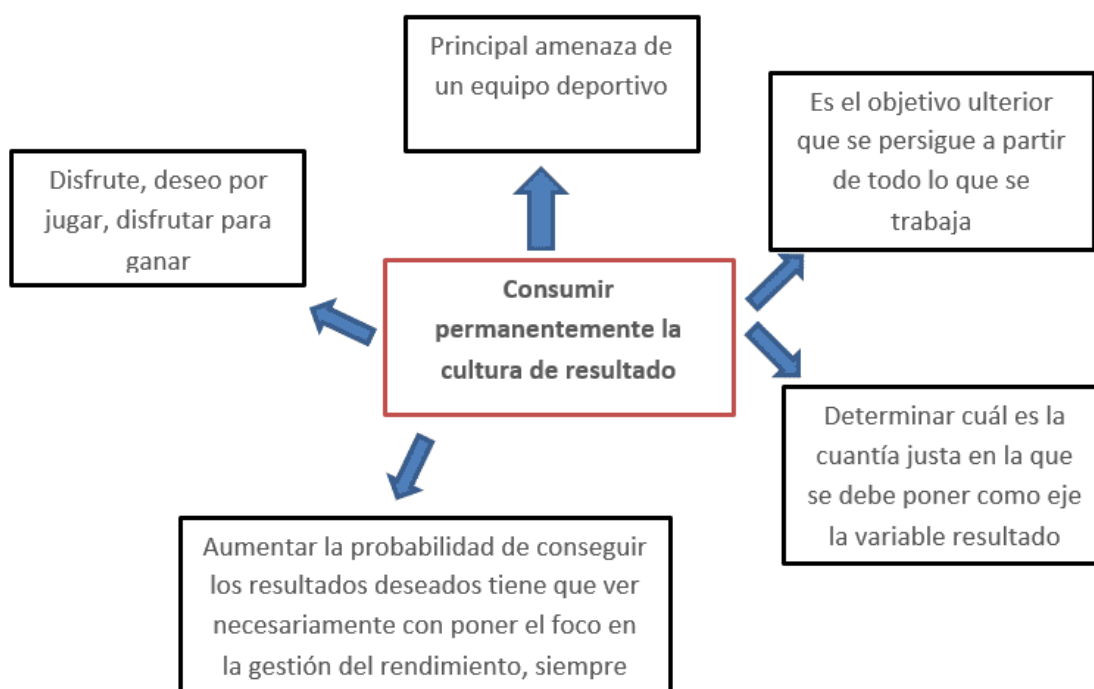 Principal amenaza de
un equipo deportivo
Es el objetivo ulterior
que se persigue a partir
de todo lo que se
trabaja
Disfrute, deseo por
jugar, disfrutar para
ganar
Consumir
permanentemente la
cultura de resultado
Determinar cuál es la
cuantía justa en la que
se debe poner como eje
la variable resultado
Aumentar la probabilidad de conseguir
los resultados deseados tiene que ver
necesariamente con poner el foco en
la gestión del rendimiento, siempre